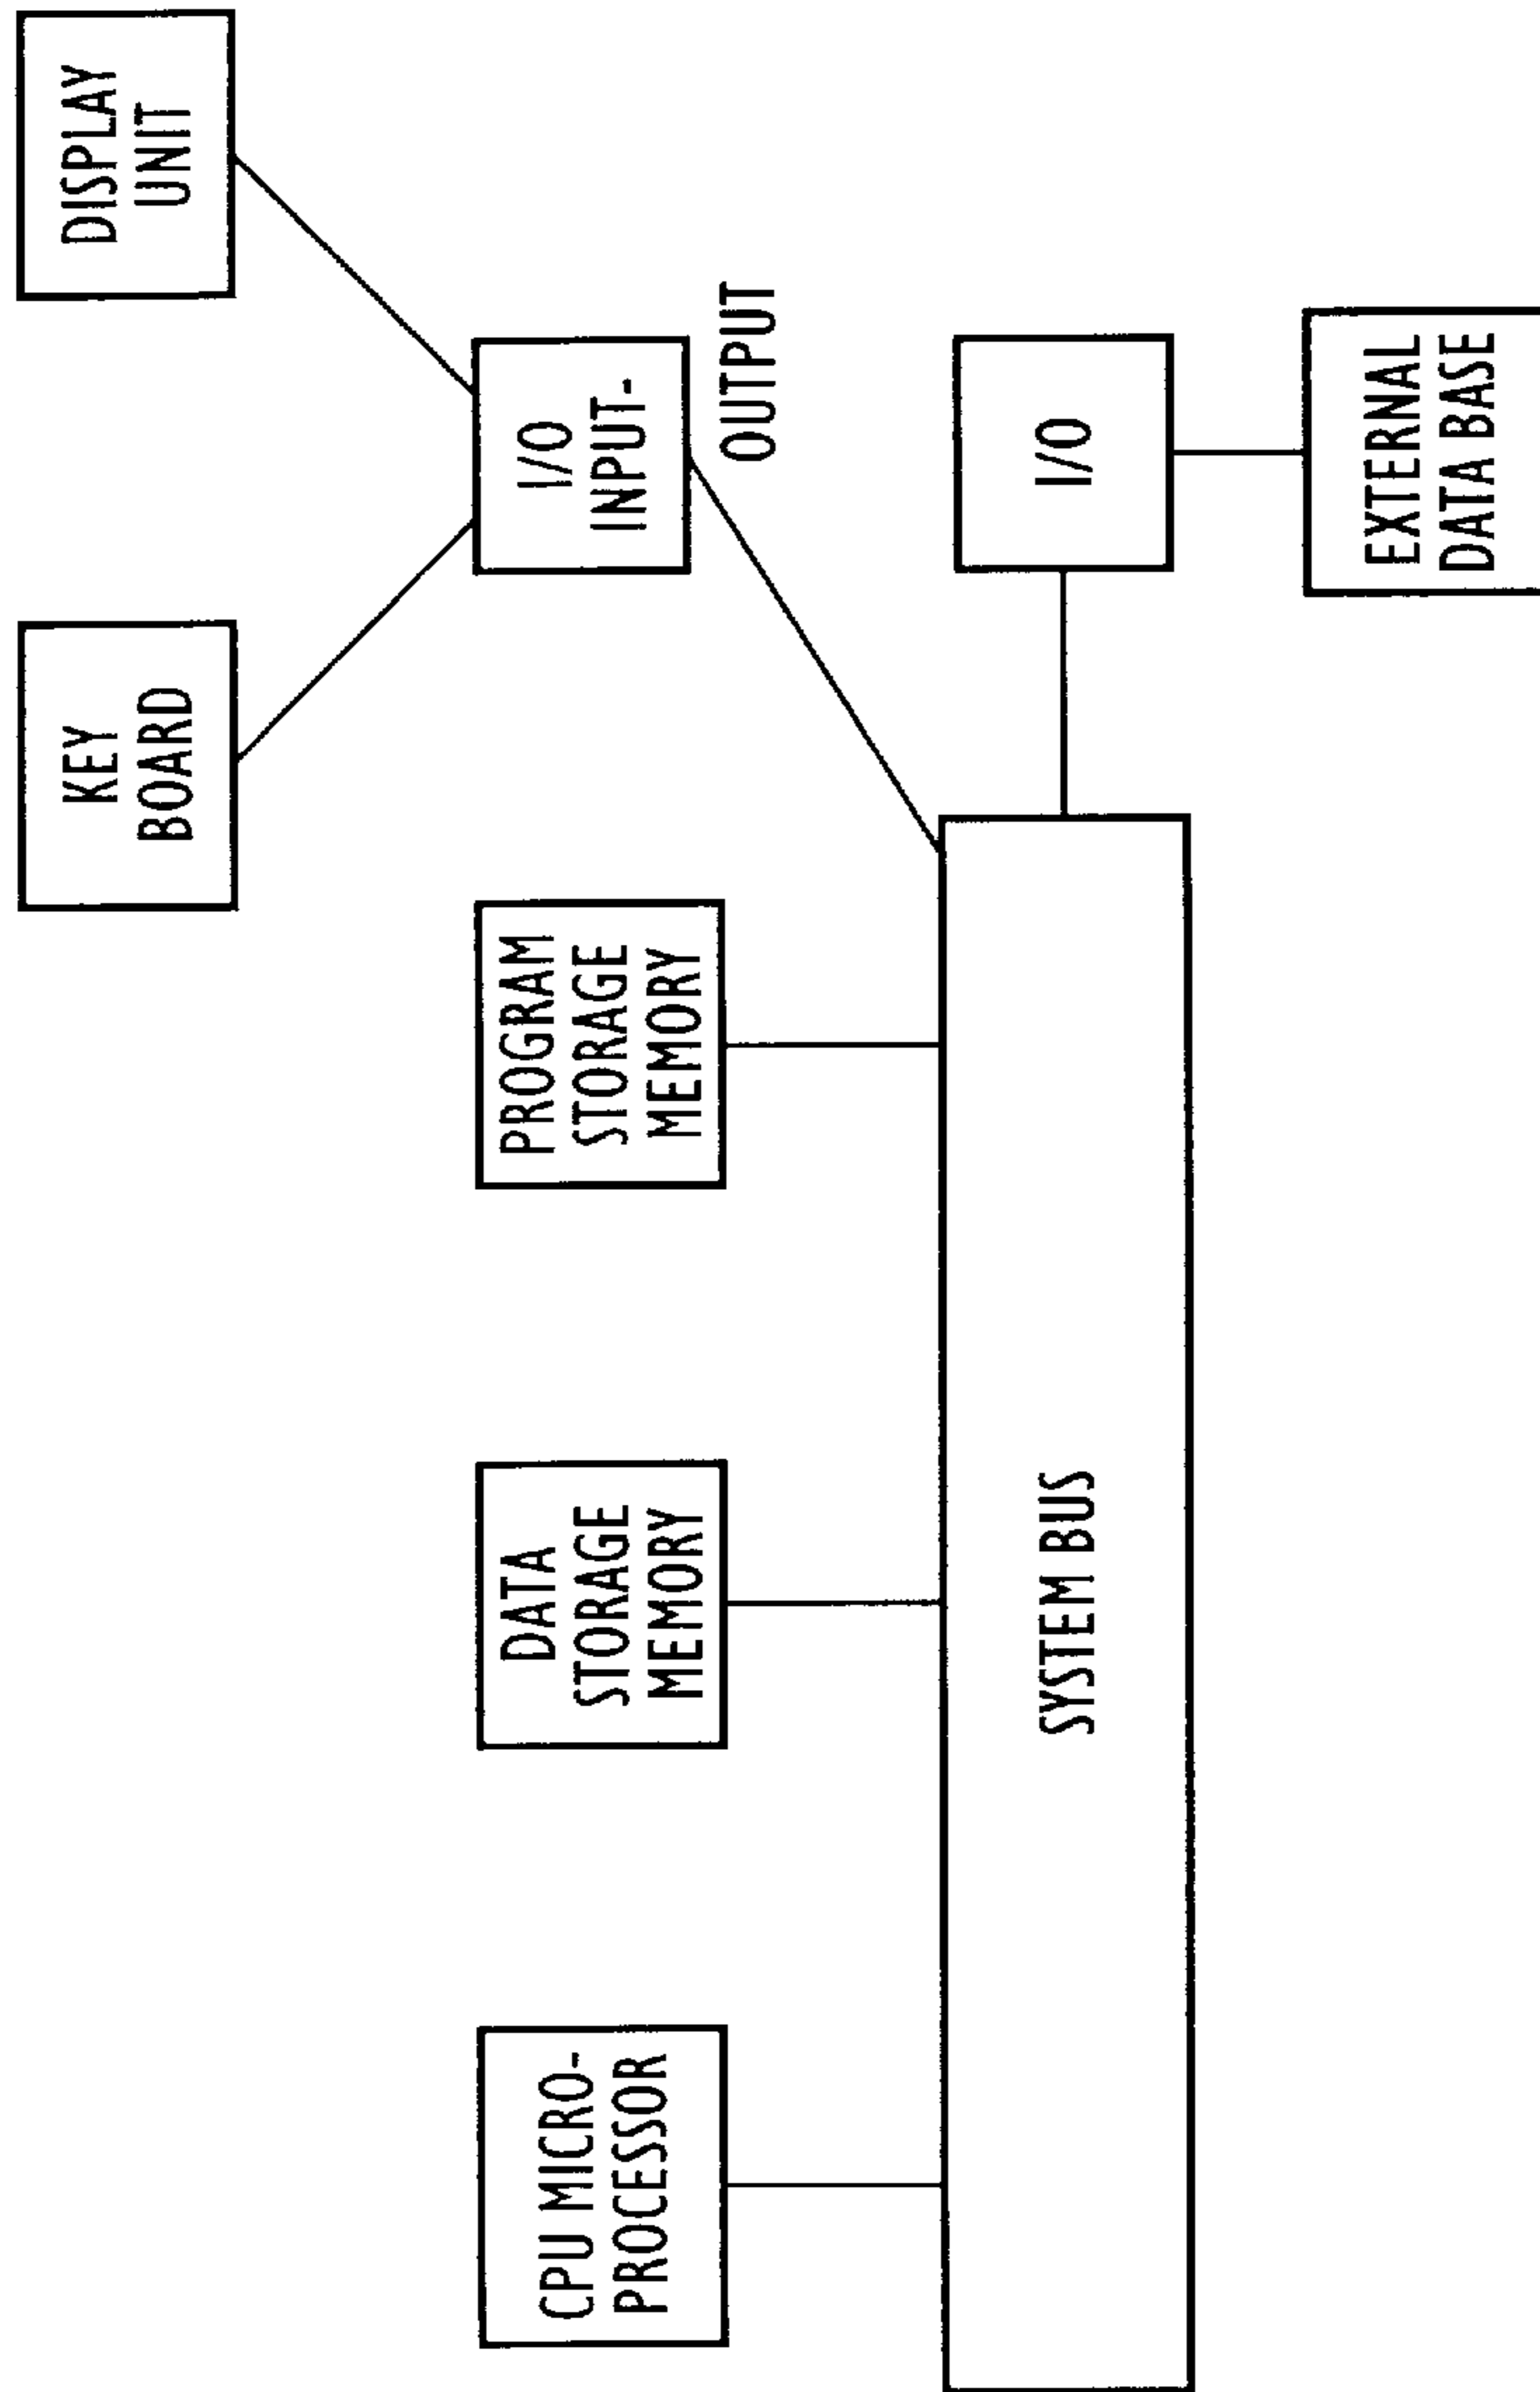 KEY
BOARD
DISPLAY
UNIT
CPU MICRO-
PROCESSOR
DATA
STORAGE
MEMORY
PROGRAM
STORAGE
MEMORY
I/O
INPUT-
OUTPUT
SYSTEM BUS
I/O
EXTERNAL
DATA BASE